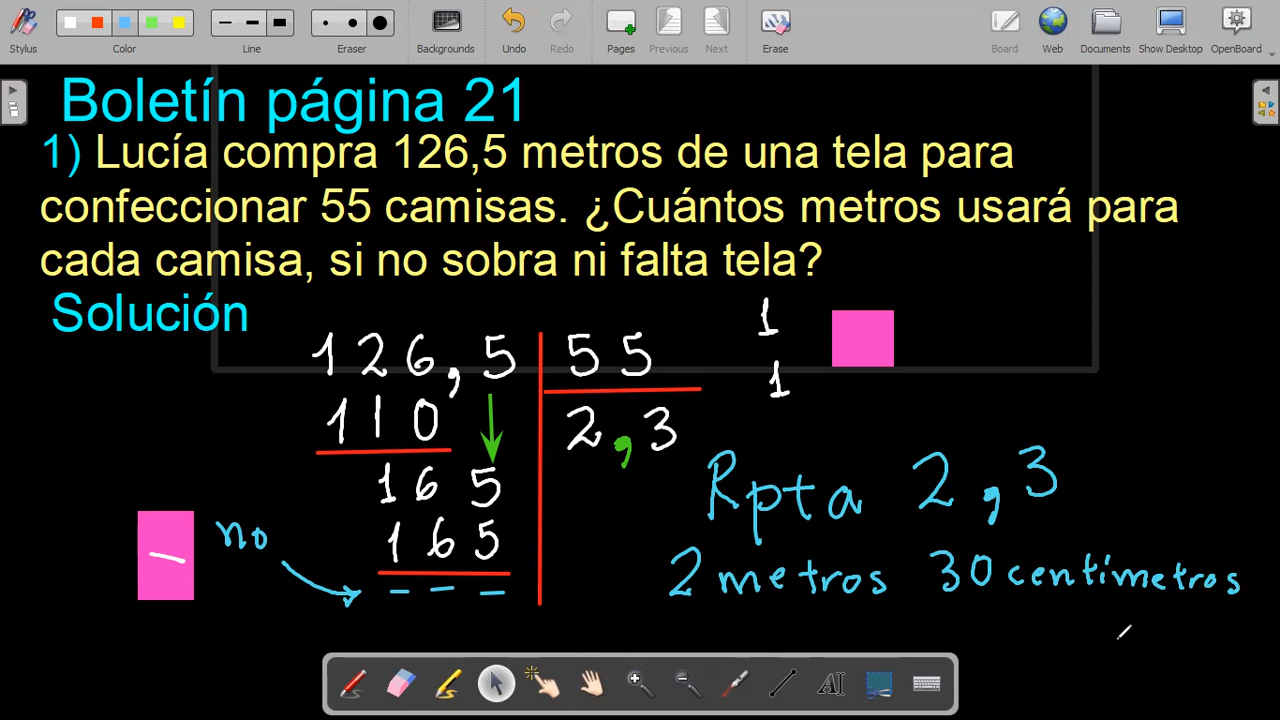 Stylus Color Line Eraser Backgrounds Undo Redo Pages Previous Next Erase Board Web Documents Show Desktop OpenBoard
Boletín página 21
1) Lucía compra 126,5 metros de una tela para
confeccionar 55 camisas. ¿Cuántos metros usará para
cada camisa, si no sobra ni falta tela?
Solución
1
126,5 55
1
110 2,3
165
Rpta 2,3
no 165
2 metros 30 centímetros
AI